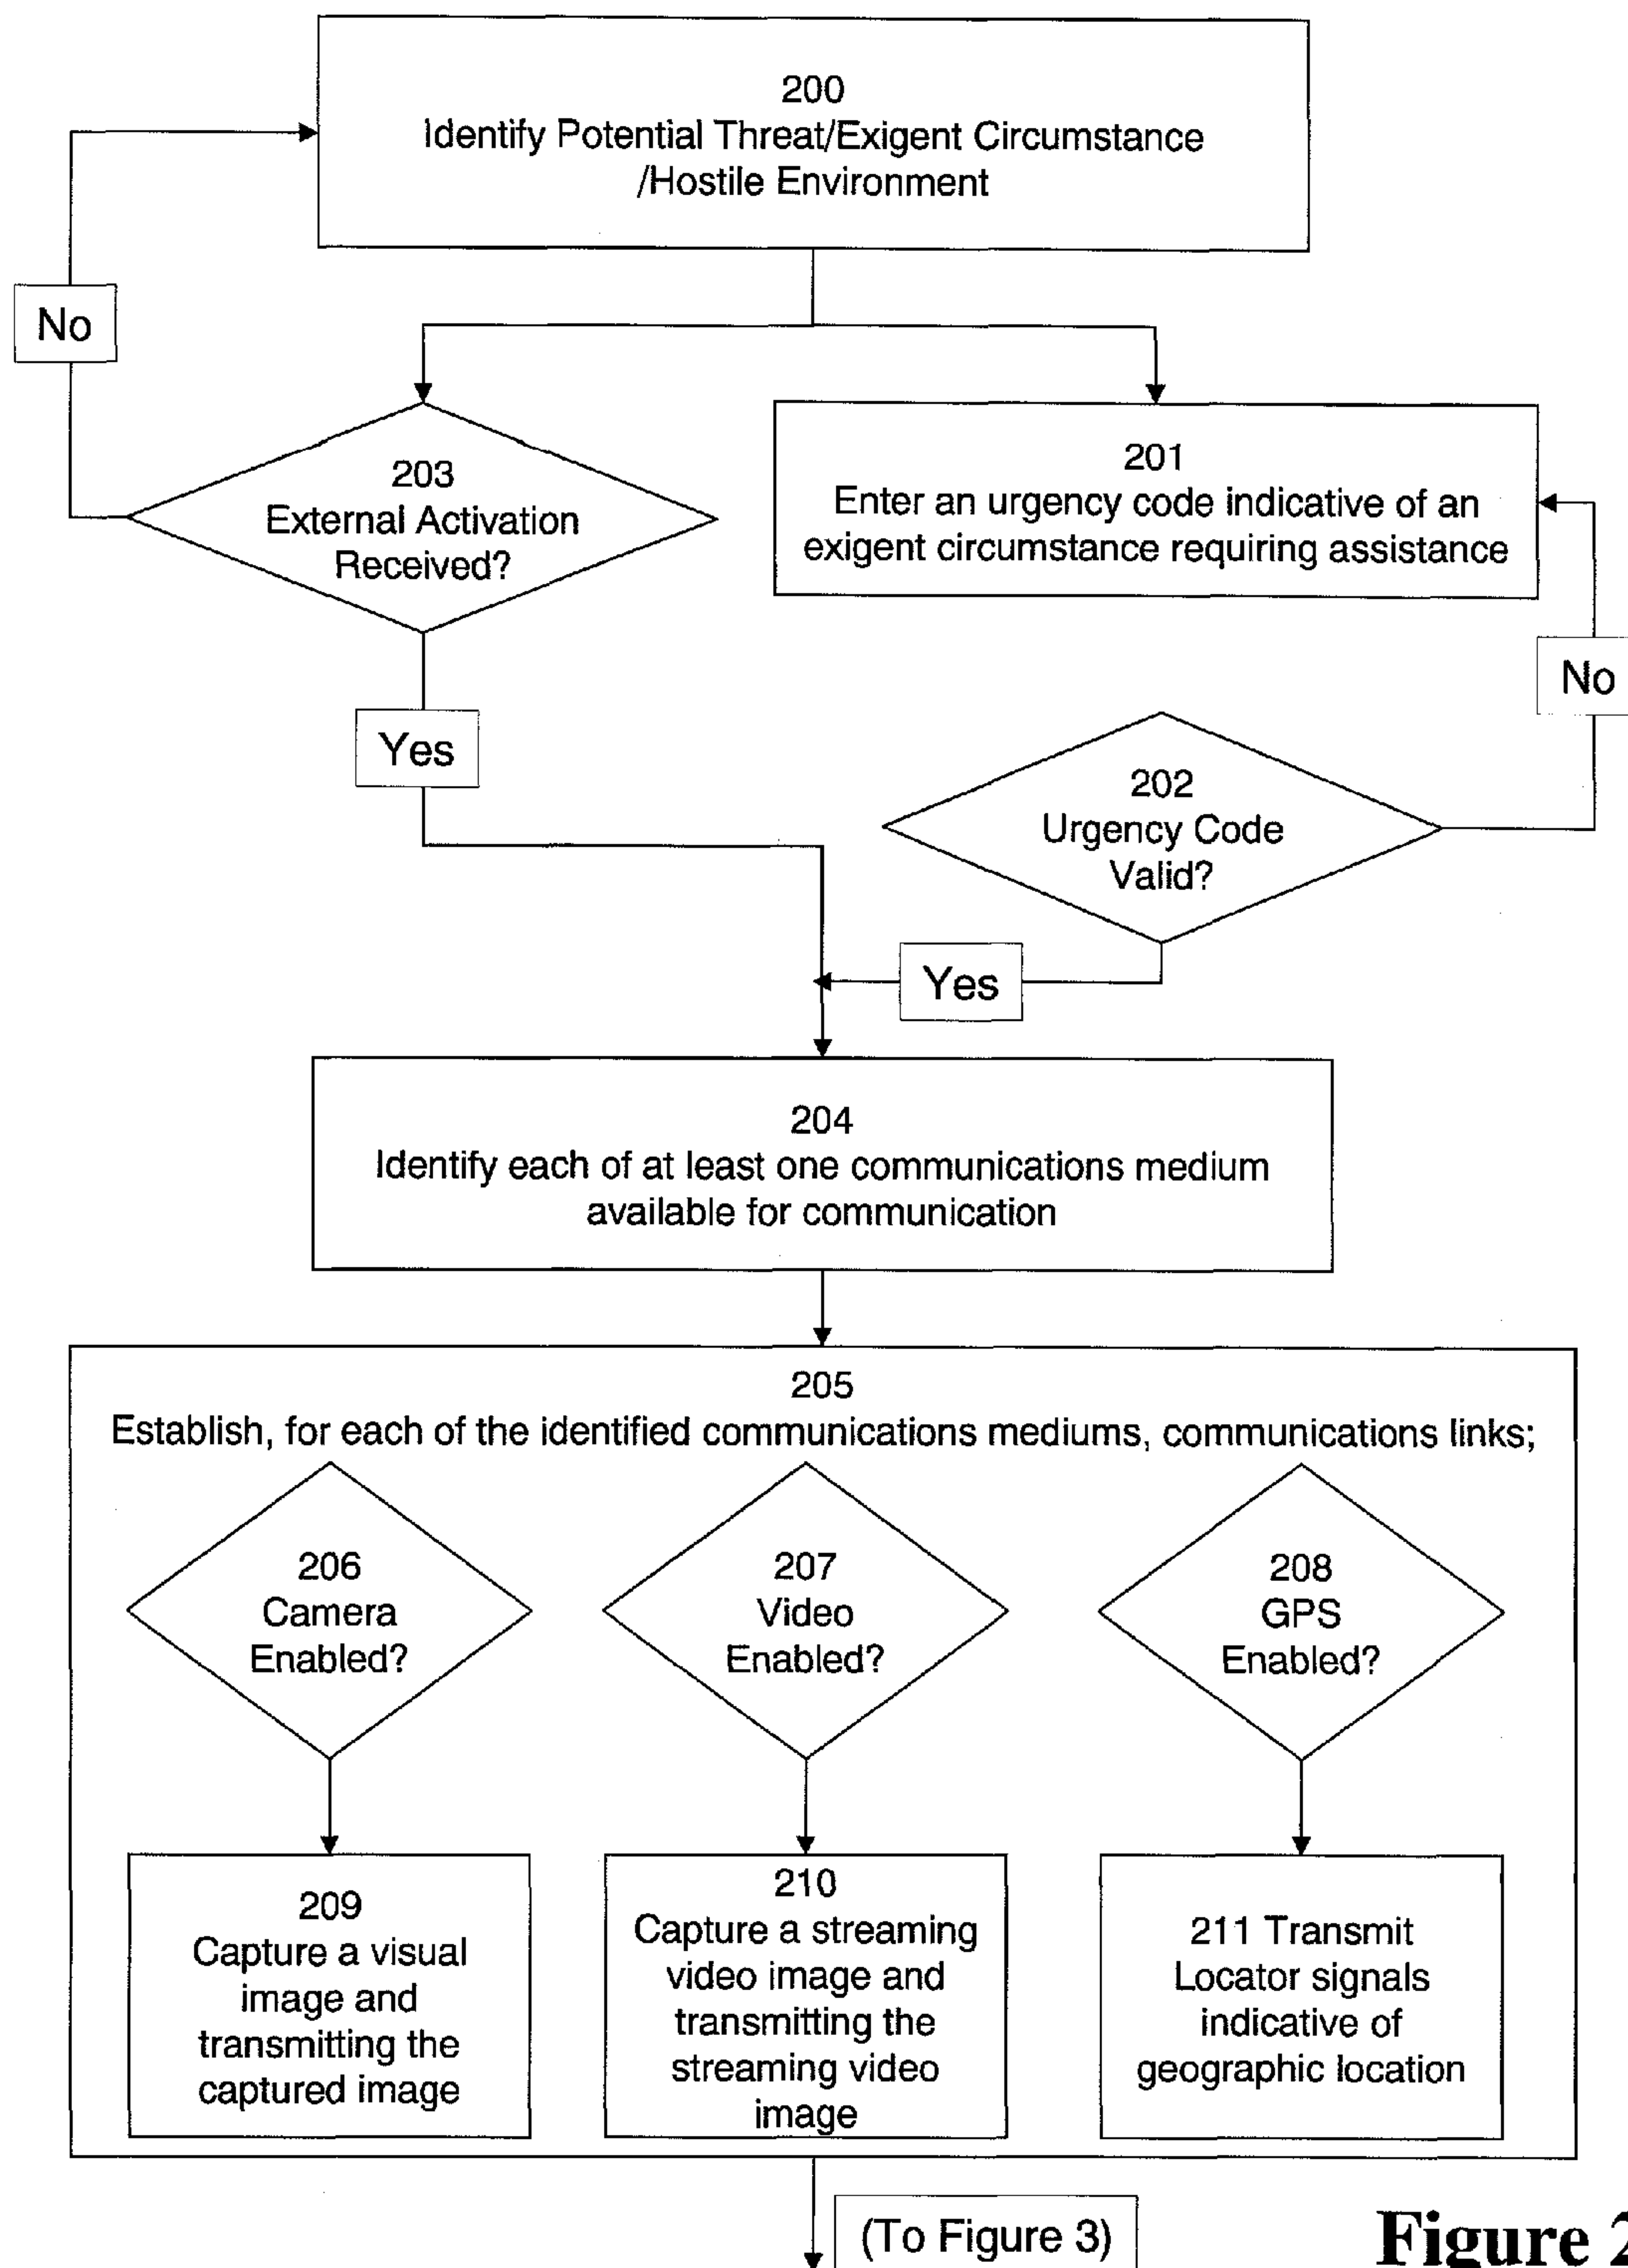 200
Identify Potential Threat/Exigent Circumstance
/Hostile Environment
No
203
External Activation
Received?
201
Enter an urgency code indicative of an
exigent circumstance requiring assistance
No
Yes
202
Urgency Code
Valid?
Yes
204
Identify each of at least one communications medium
available for communication
205
Establish, for each of the identified communications mediums, communications links;
206
Camera
Enabled?
207
Video
Enabled?
208
GPS
Enabled?
209
Capture a visual
image and
transmitting the
captured image
210
Capture a streaming
video image and
transmitting the
streaming video
image
211 Transmit
Locator signals
indicative of
geographic location
(To Figure 3)
Figure 2